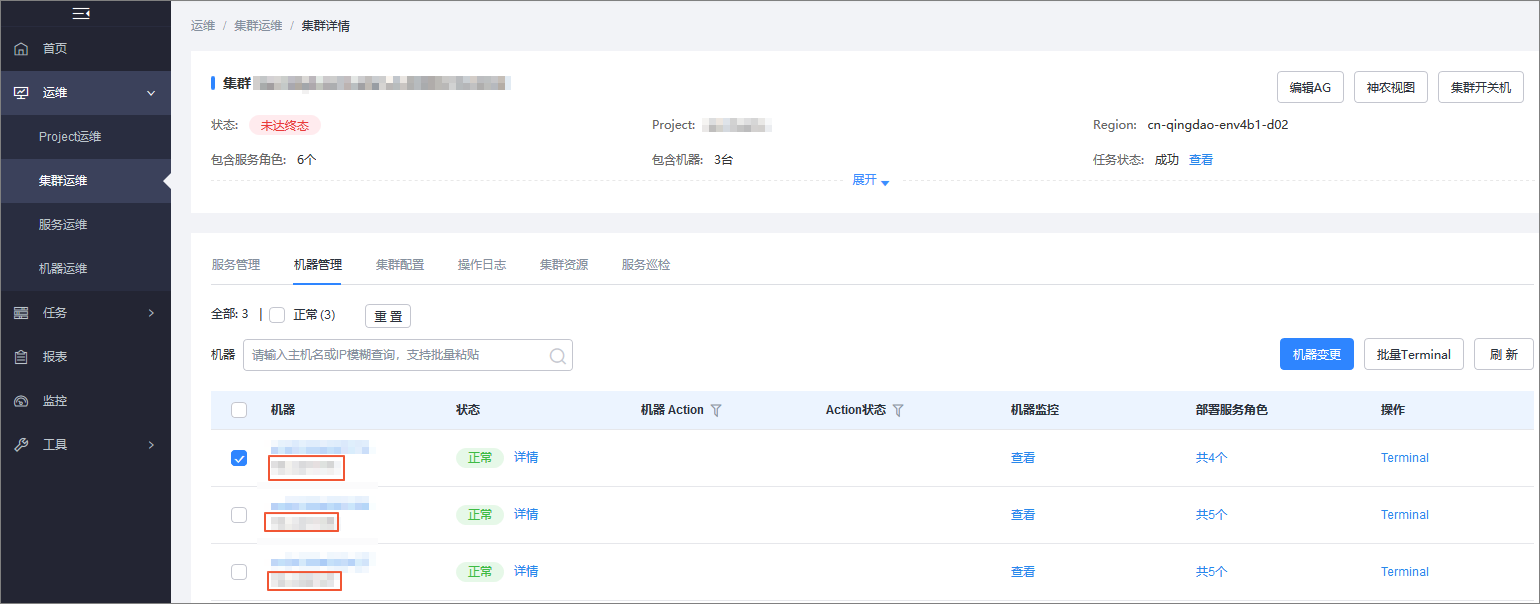 首页
运维
Project运维
集群运维
服务运维
机器运维
任务
报表
监控
工具
运维 / 集群运维 / 集群详情
集群
编辑AG 神农视图 集群开关机
状态: 未达终态 Project: Region: cn-qingdao-env4b1-d02
包含服务角色: 6个 包含机器: 3台 任务状态: 成功 查看
展开
服务管理 机器管理 集群配置 操作日志 集群资源 服务巡检
全部: 3 | 正常 (3) 重 置
机器 请输入主机名或IP模糊查询，支持批量粘贴 机器变更 批量Terminal 刷 新
机器 状态 机器 Action Action状态 机器监控 部署服务角色 操作
正常 详情 查看 共4个 Terminal
正常 详情 查看 共5个 Terminal
正常 详情 查看 共5个 Terminal